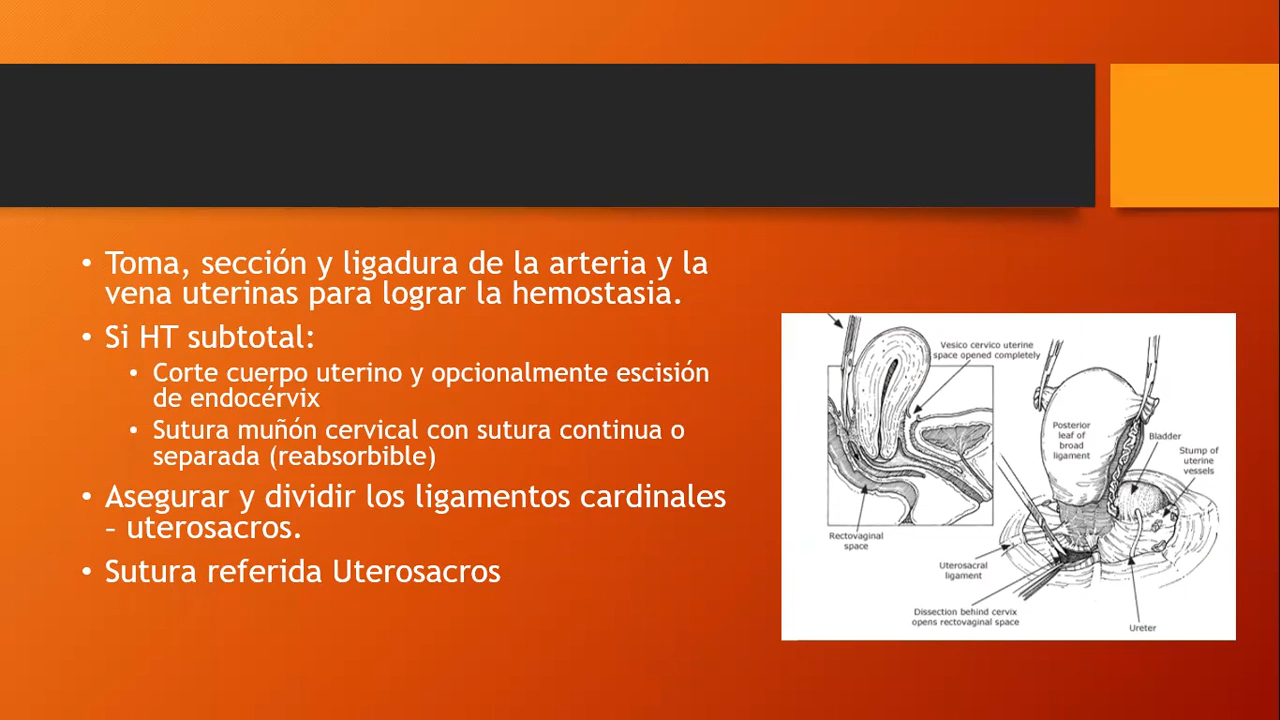 • Toma, sección y ligadura de la arteria y la
vena uterinas para lograr la hemostasia.
• Si HT subtotal:
• Corte cuerpo uterino y opcionalmente escisión
de endocérvix
• Sutura muñón cervical con sutura continua o
separada (reabsorbible)
• Asegurar y dividir los ligamentos cardinales
– uterosacros.
• Sutura referida Uterosacros
Vesico cervico uterine
space opened completely
Rectovaginal
space
Posterior
leaf of
broad
ligament
Bladder
Stump of
uterine
vessels
Uterosacral
ligament
Dissection behind cervix
opens rectovaginal space
Ureter